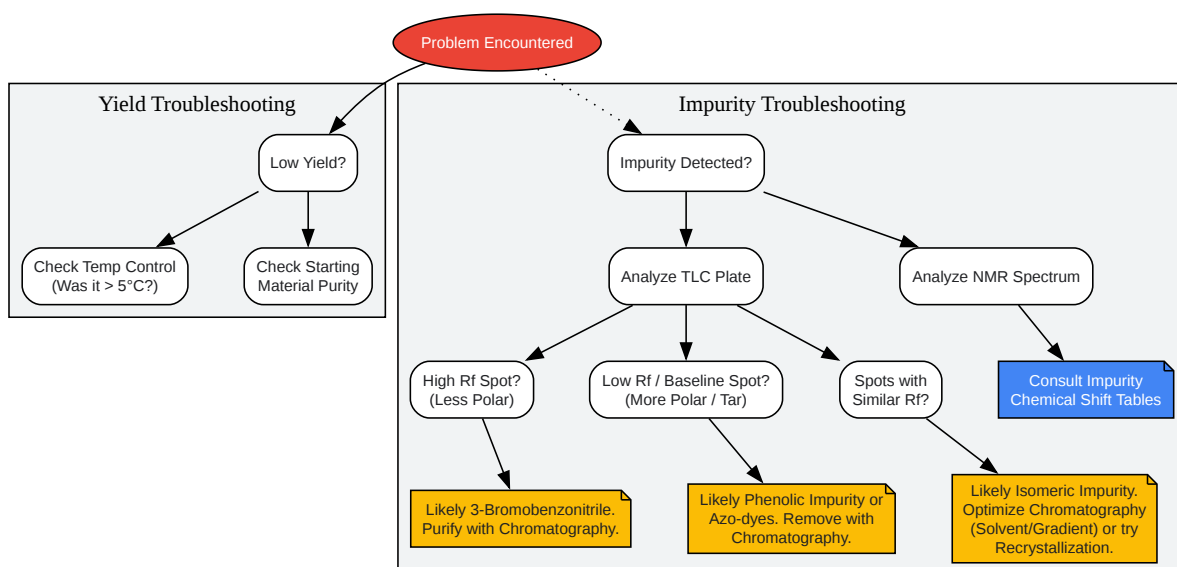 Problem Encountered
Yield Troubleshooting
Impurity Troubleshooting
Low Yield?
Impurity Detected?
Check Temp Control
(Was it > 5°C?)
Check Starting
Material Purity
Analyze TLC Plate
Analyze NMR Spectrum
High Rf Spot?
(Less Polar)
Low Rf / Baseline Spot?
(More Polar / Tar)
Spots with
Similar Rf?
Consult Impurity
Chemical Shift Tables
Likely 3-Bromobenzonitrile.
Purify with Chromatography.
Likely Phenolic Impurity or
Azo-dyes. Remove with
Chromatography.
Likely Isomeric Impurity.
Optimize Chromatography
(Solvent/Gradient) or try
Recrystallization.